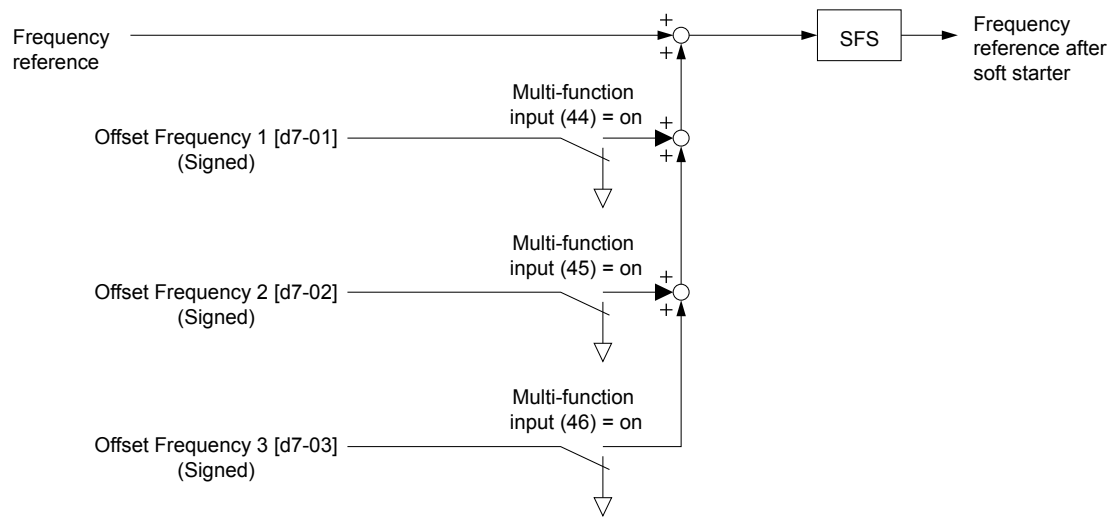 Frequency
reference
+
+
SFS
Frequency
reference after
soft starter
Multi-function
input (44) = on
Offset Frequency 1 [d7-01]
(Signed)
+
+
Multi-function
input (45) = on
Offset Frequency 2 [d7-02]
(Signed)
+
+
Multi-function
input (46) = on
Offset Frequency 3 [d7-03]
(Signed)